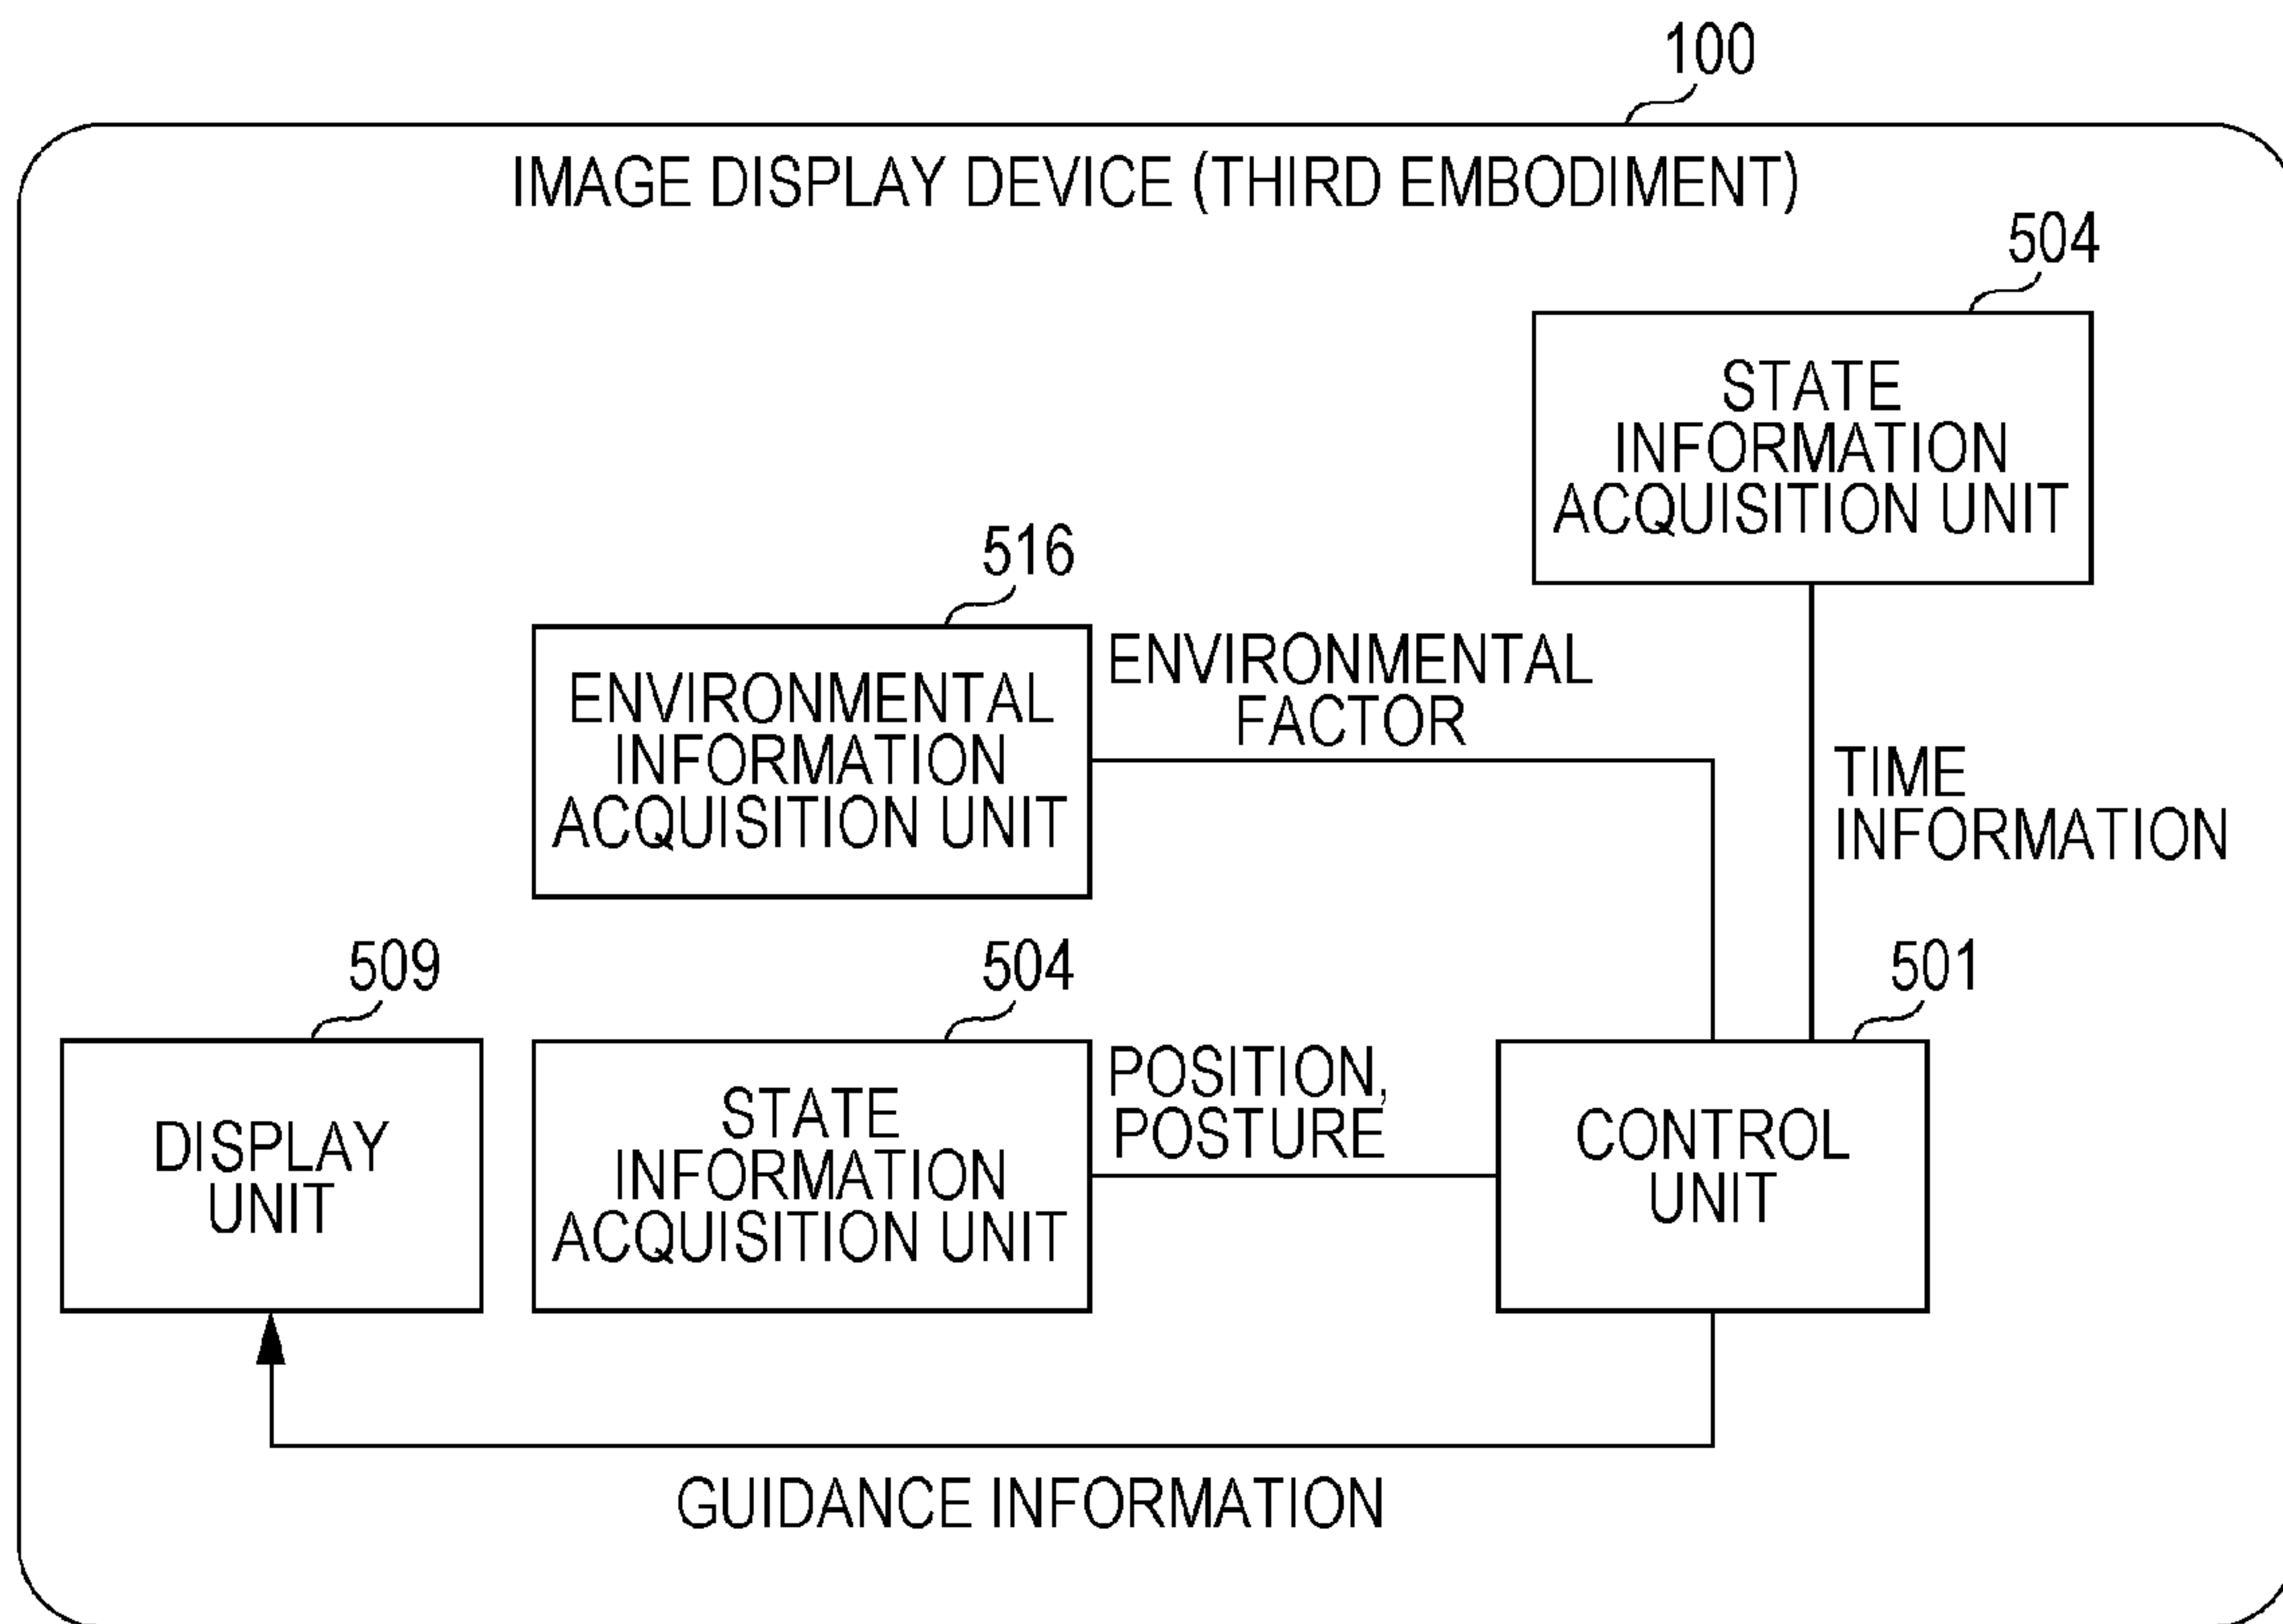 100
IMAGE DISPLAY DEVICE (THIRD EMBODIMENT)
504
STATE
INFORMATION
ACQUISITION UNIT
516
ENVIRONMENTAL
INFORMATION
ACQUISITION UNIT
ENVIRONMENTAL
FACTOR
TIME
INFORMATION
509
DISPLAY
UNIT
504
STATE
INFORMATION
ACQUISITION UNIT
POSITION,
POSTURE
501
CONTROL
UNIT
GUIDANCE INFORMATION